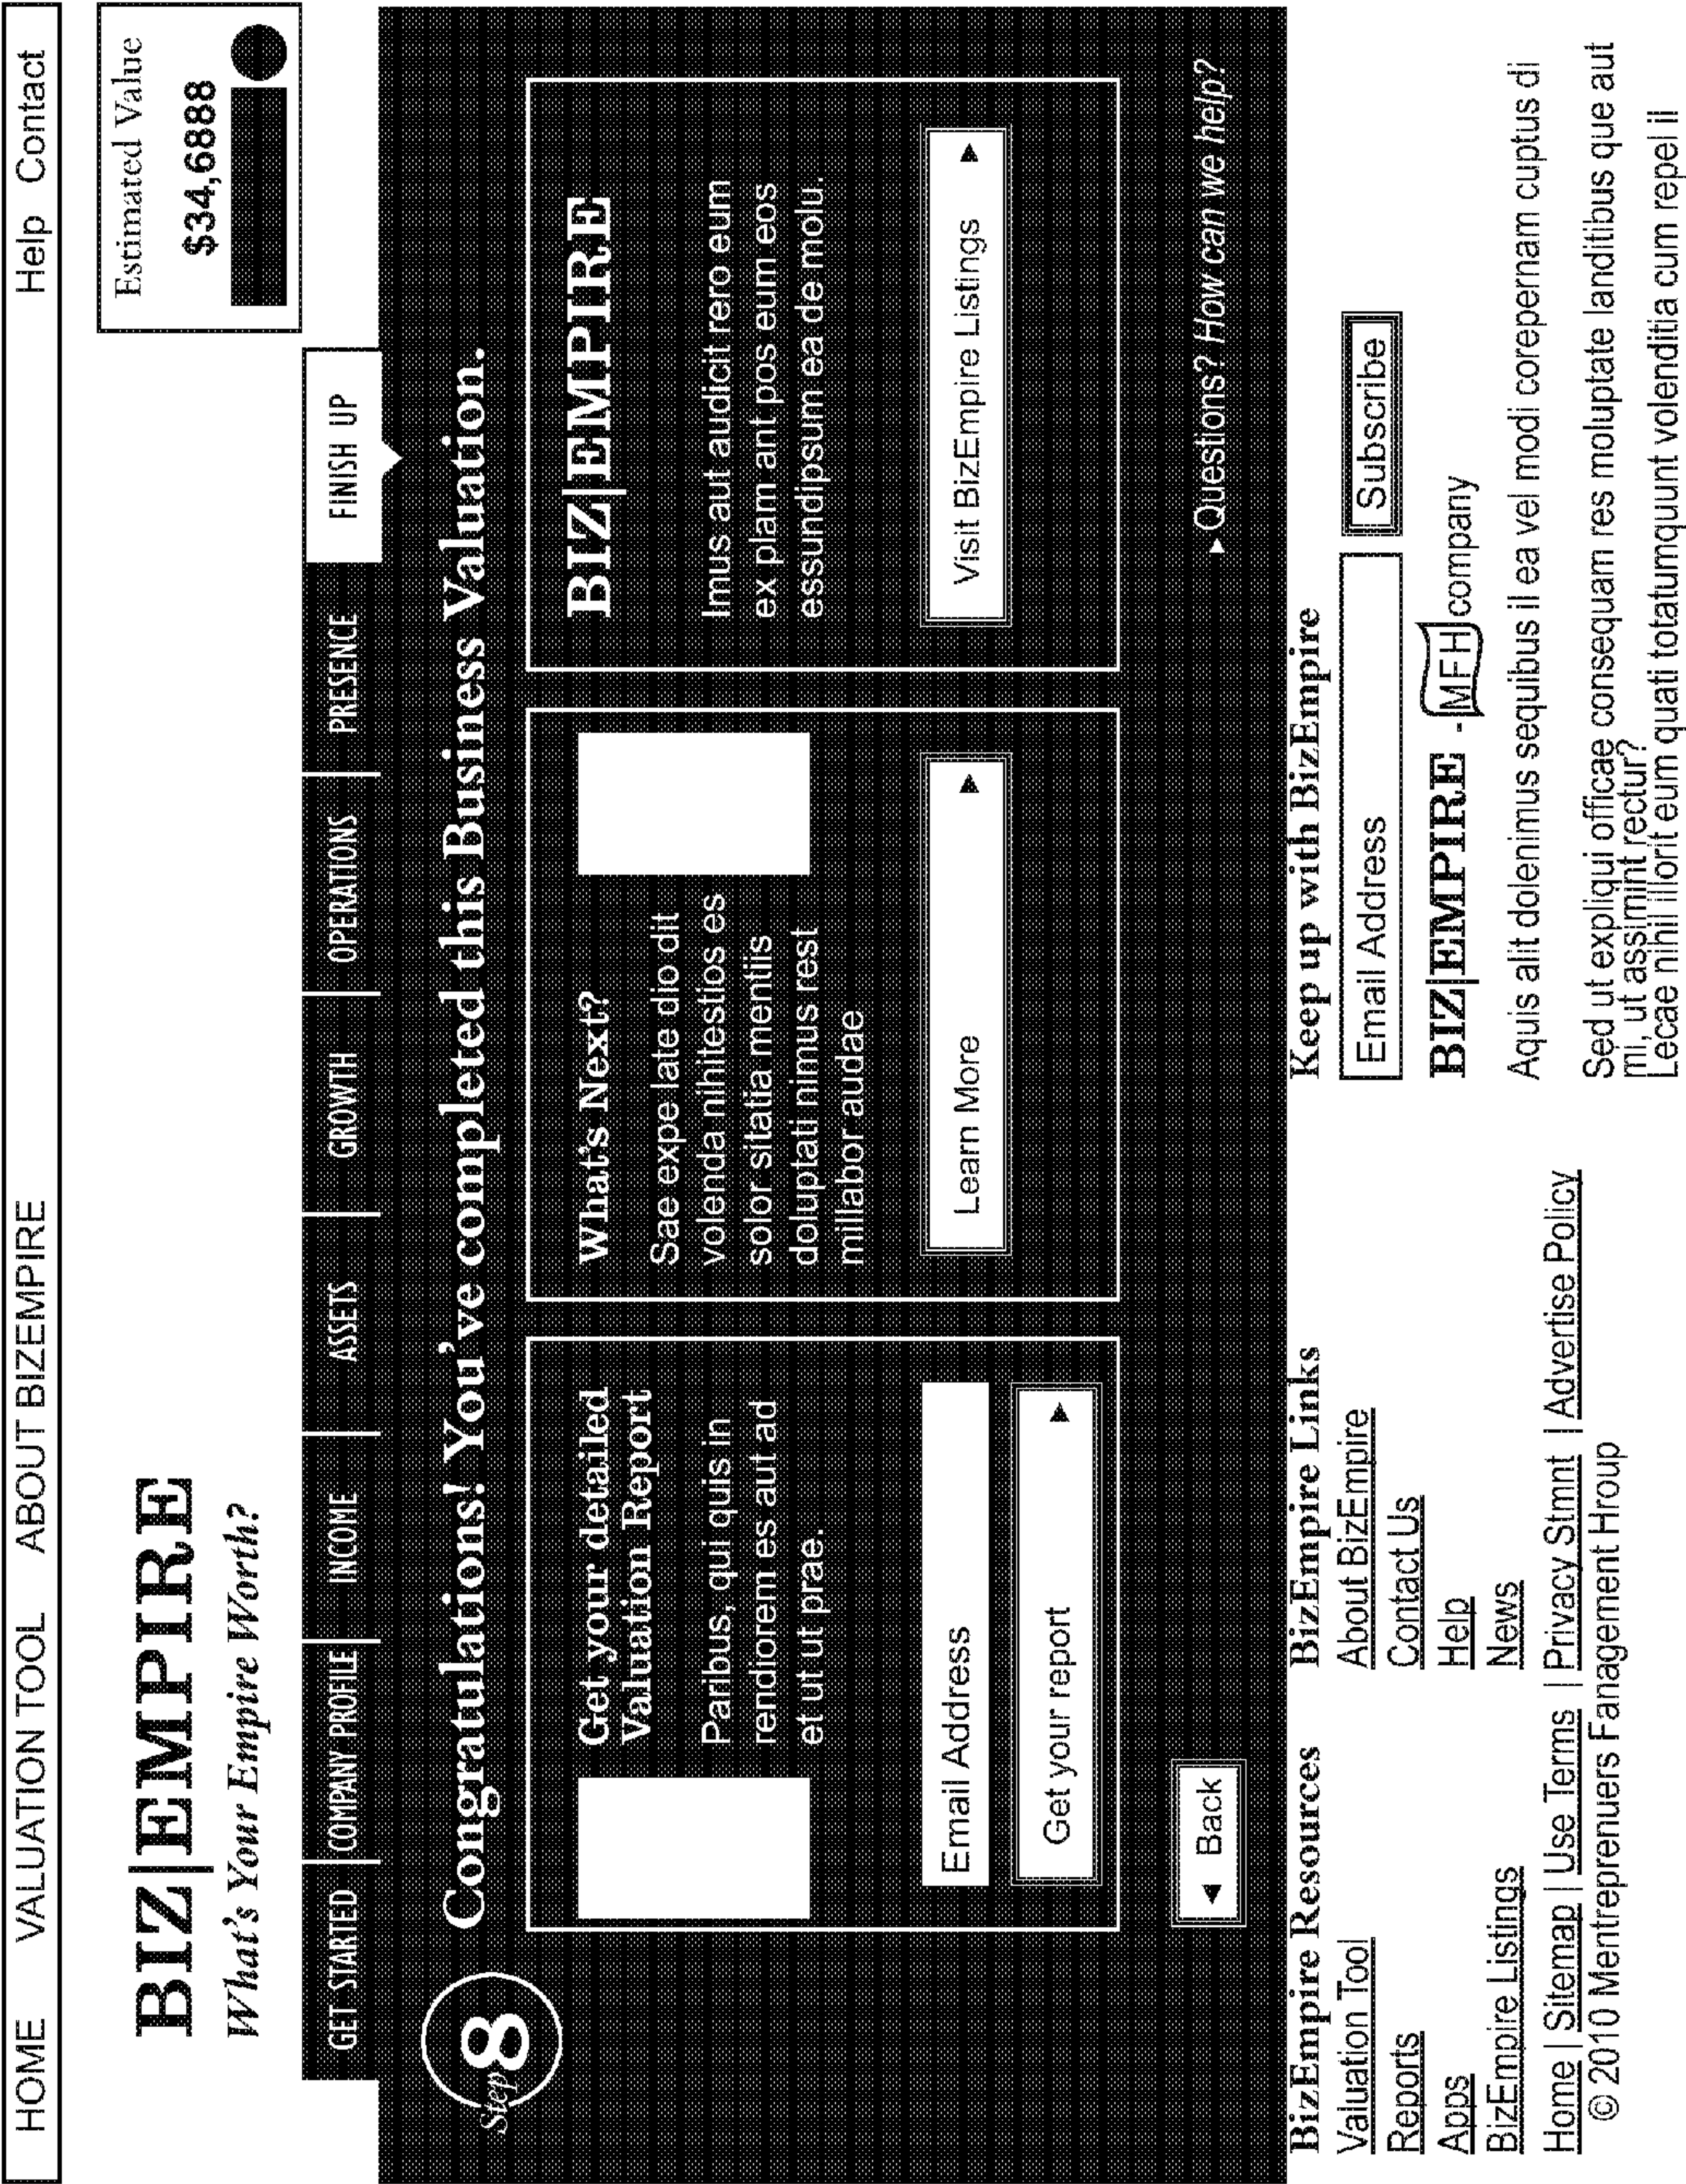 HOME VALUATION TOOL ABOUT BIZEMPIRE Help Contact
BIZ|EMPIRE
What's Your Empire Worth?
Estimated Value
$34,6888
GET STARTED COMPANY PROFILE INCOME ASSETS GROWTH OPERATIONS PRESENCE FINISH UP
Step 8
Congratulations! You've completed this Business Valuation.
Get your detailed
Valuation Report
Paribus, qui quis in
rendiorem es aut ad
et ut ut prae.
Email Address
Get your report ►
What's Next?
Sae expe late dio dit
volenda nihitestios es
solor sitatia mentiis
doluptati nimus rest
millabor audae
Learn More ►
BIZ|EMPIRE
Imus aut audicit rero eum
ex plam ant pos eum eos
essundipsum ea de molu.
Visit BizEmpire Listings ►
◄ Back
►Questions? How can we help?
BizEmpire Resources
Valuation Tool
Reports
Apps
BizEmpire Listings
BizEmpire Links
About BizEmpire
Contact Us
Help
News
Home | Sitemap | Use Terms | Privacy Stmnt | Advertise Policy
© 2010 Mentreprenuers Fanagement Hroup
Keep up with BizEmpire
Email Address Subscribe
BIZ|EMPIRE - MFH company
Aquis alit dolenimus sequibus il ea vel modi corepernam cuptus di
Sed ut expliqui officae consequam res moluptate landitibus que aut
mi, ut assimint rectur?
Lecae nihil illorit eum quati totatumquunt volenditia cum repel il